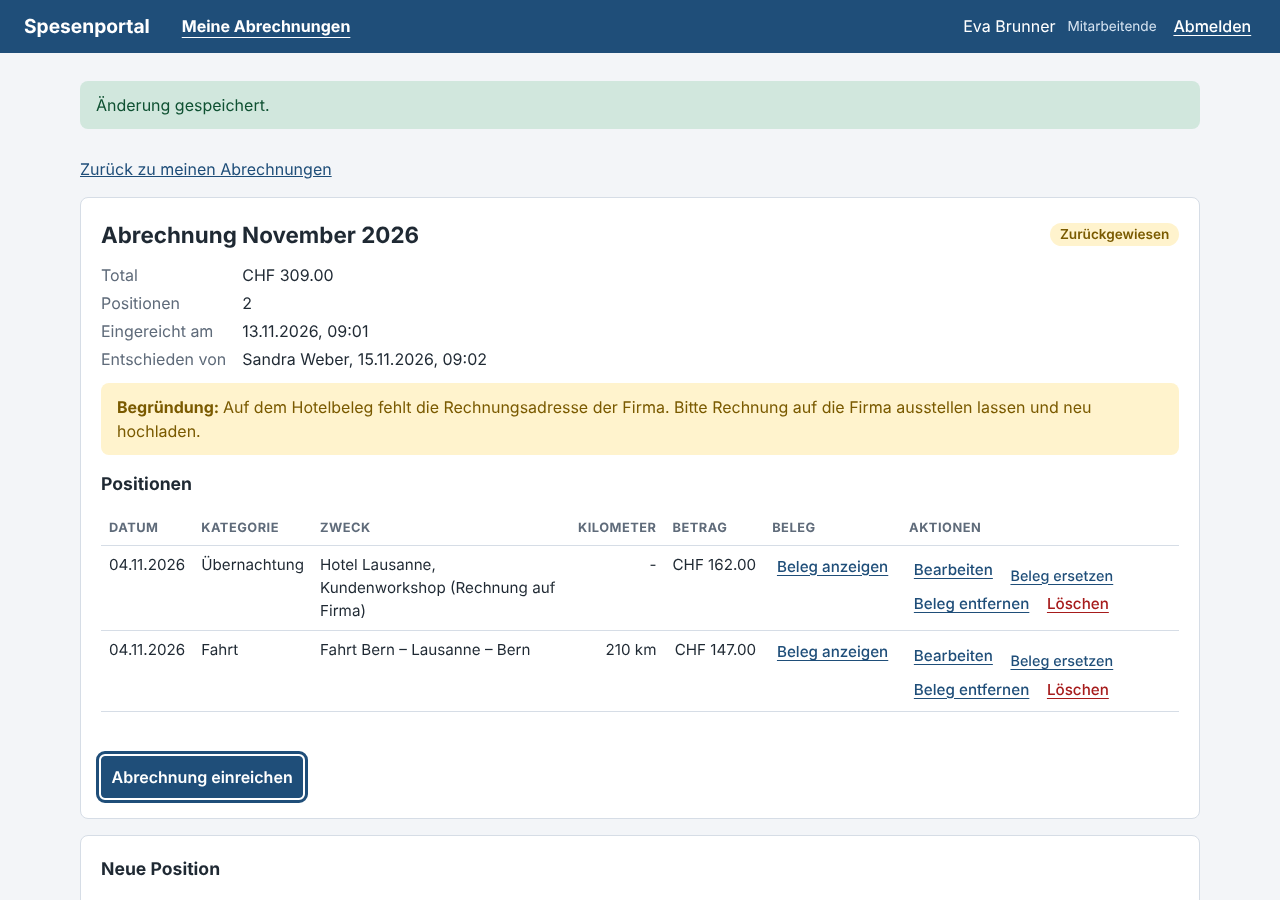 Spesenportal Meine Abrechnungen Eva Brunner Mitarbeitende Abmelden
Änderung gespeichert.
Zurück zu meinen Abrechnungen
Abrechnung November 2026 Zurückgewiesen
Total CHF 309.00
Positionen 2
Eingereicht am 13.11.2026, 09:01
Entschieden von Sandra Weber, 15.11.2026, 09:02
Begründung: Auf dem Hotelbeleg fehlt die Rechnungsadresse der Firma. Bitte Rechnung auf die Firma ausstellen lassen und neu
hochladen.
Positionen
DATUM KATEGORIE ZWECK KILOMETER BETRAG BELEG AKTIONEN
04.11.2026 Übernachtung Hotel Lausanne, - CHF 162.00 Beleg anzeigen Bearbeiten Beleg ersetzen
Kundenworkshop (Rechnung auf
Firma) Beleg entfernen Löschen
04.11.2026 Fahrt Fahrt Bern – Lausanne – Bern 210 km CHF 147.00 Beleg anzeigen Bearbeiten Beleg ersetzen
Beleg entfernen Löschen
Abrechnung einreichen
Neue Position